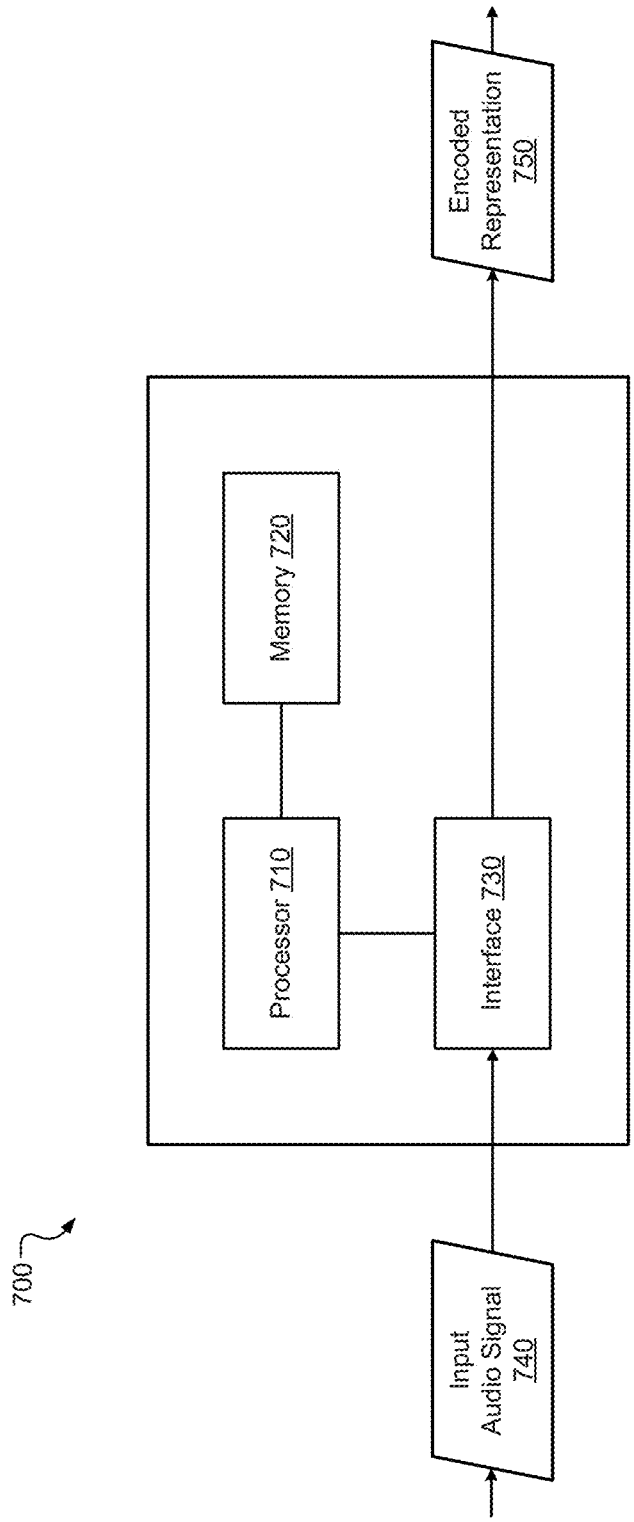 700
Processor 710
Memory 720
Input
Audio Signal
740
Interface 730
Encoded
Representation
750